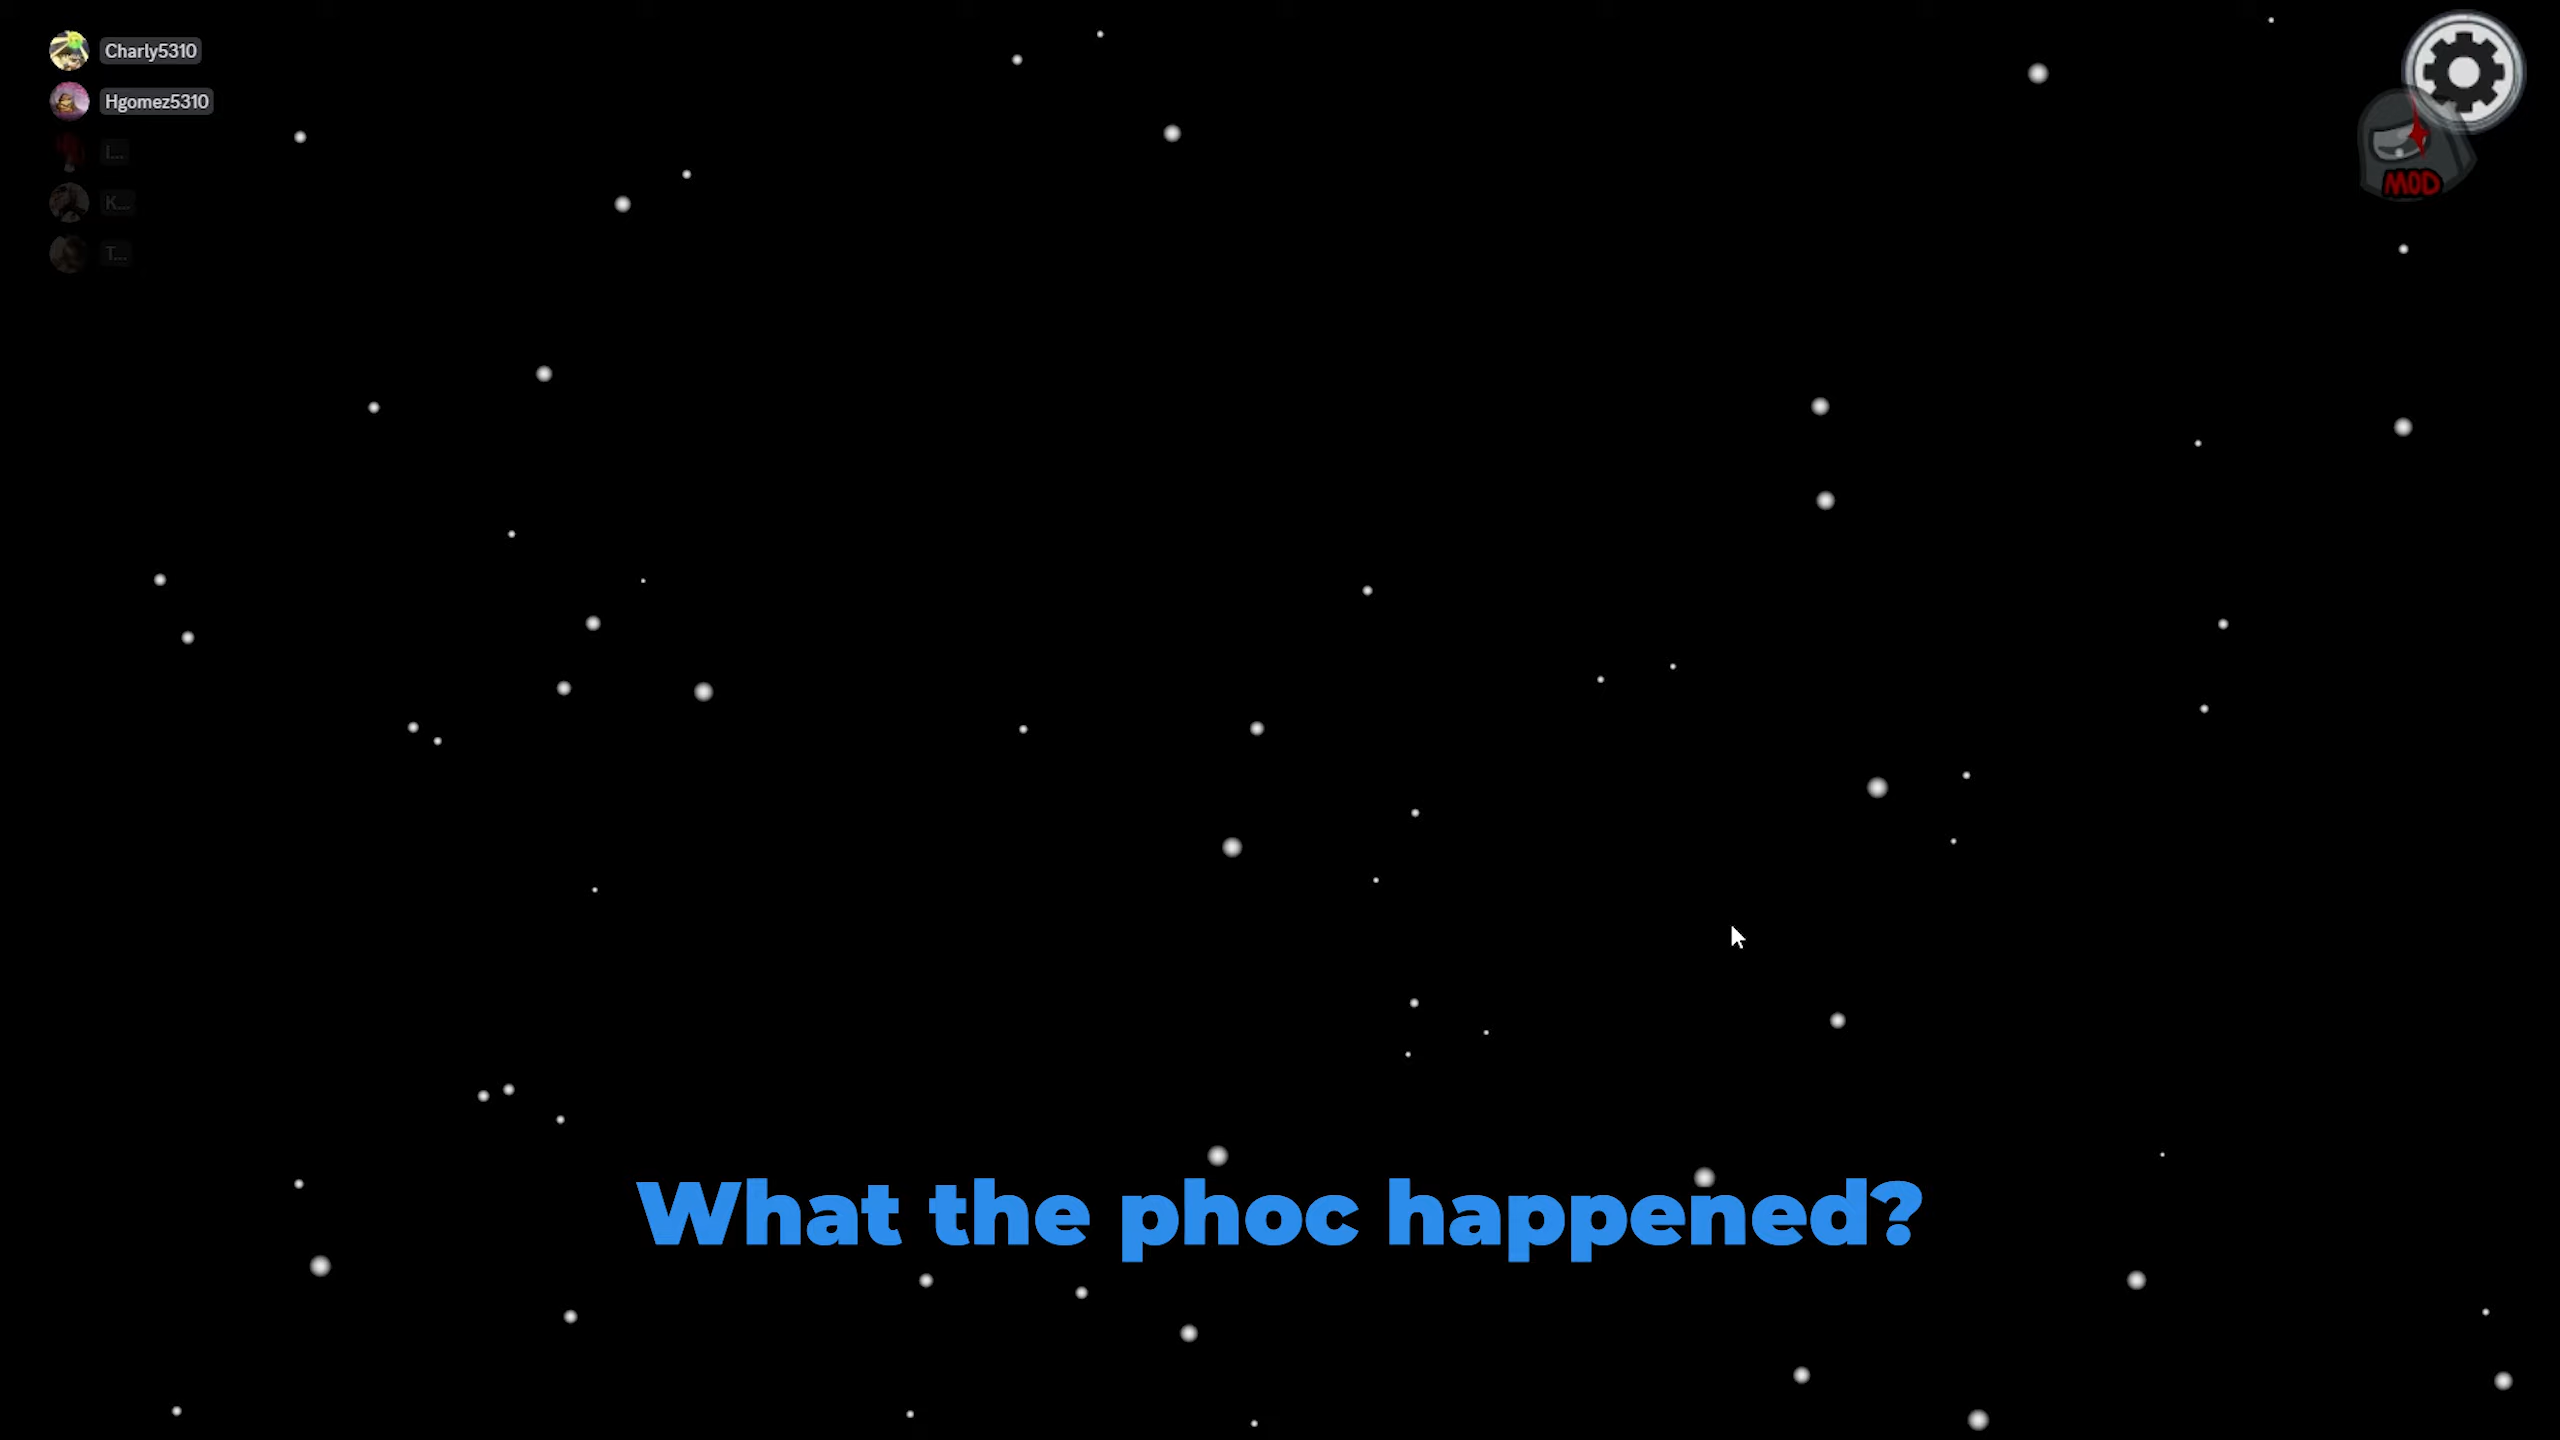 Charly5310
Hgomez5310
I...
K...
T...
MOD
What the phoc happened?